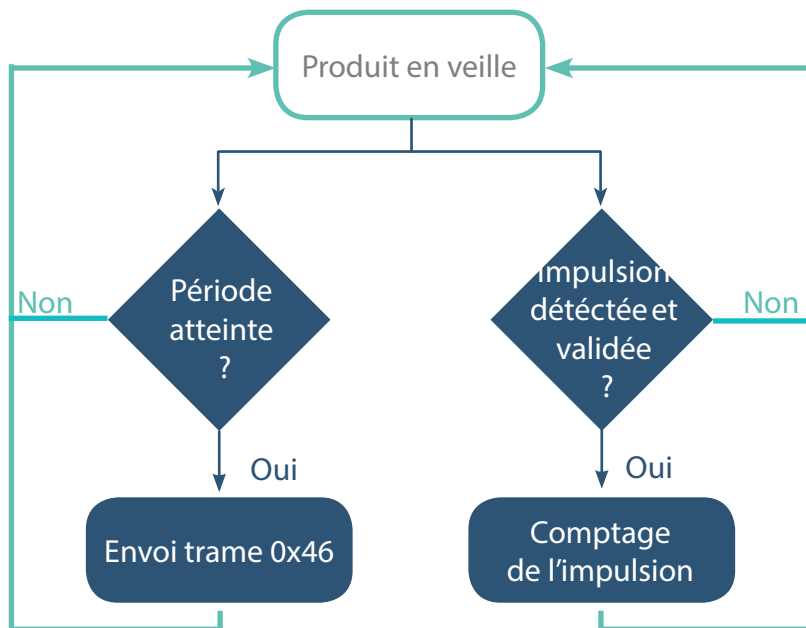 Produit en veille
Non
Période
atteinte
?
Impulsion
détéctée et
validée
?
Non
Oui
Oui
Envoi trame 0x46
Comptage
de l’impulsion